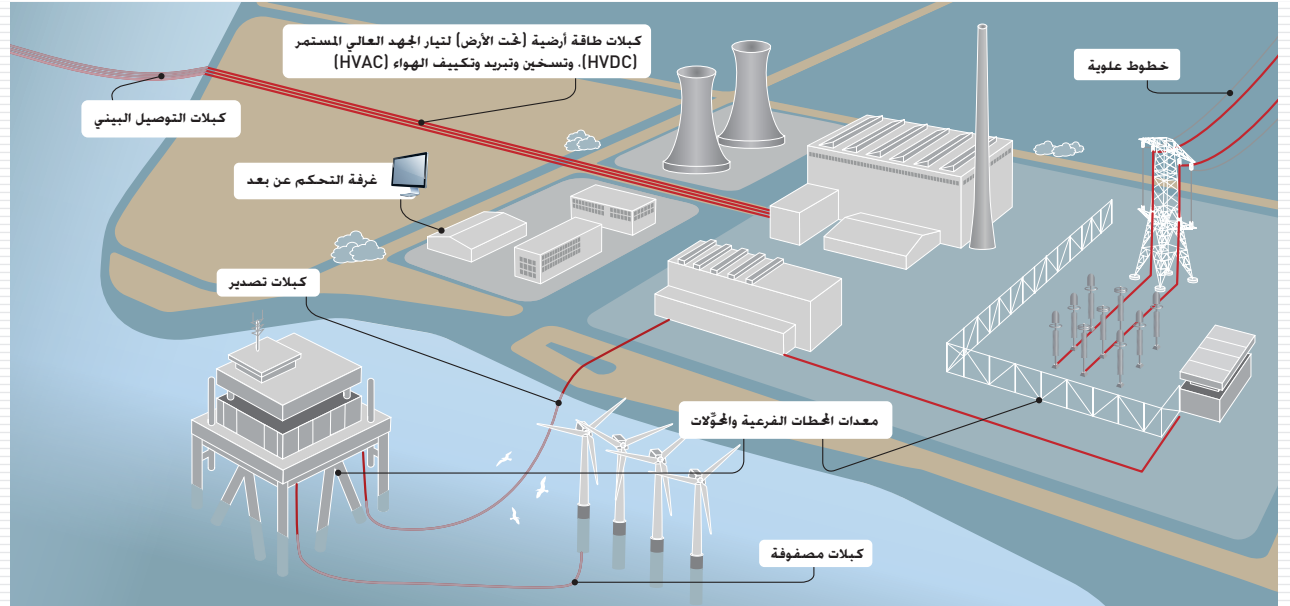 كبلات طاقة أرضية (تحت الأرض) لتيار الجهد العالي المستمر
(HVDC)، وتسخين وتبريد وتكييف الهواء (HVAC)
خطوط علوية
كبلات التوصيل البيني
غرفة التحكم عن بعد
كبلات تصدير
معدات المحطات الفرعية والمحوِّلات
كبلات مصفوفة